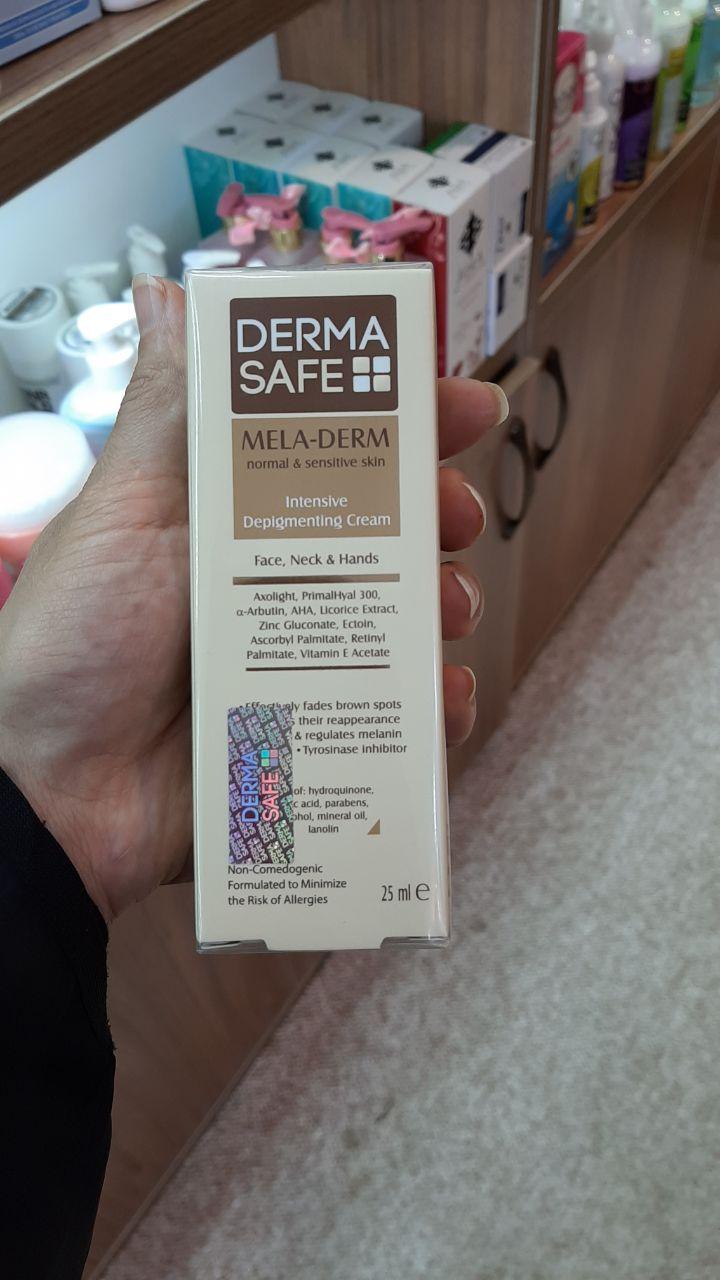 DERMA
SAFE
MELA-DERM
normal & sensitive skin
Intensive
Depigmenting Cream
Face, Neck & Hands
Axolight, PrimalHyal 300,
α-Arbutin, AHA, Licorice Extract,
Zinc Gluconate, Ectoin,
Ascorbyl Palmitate, Retinyl
Palmitate, Vitamin E Acetate
fades brown spots
their reappearance
& regulates melanin
• Tyrosinase inhibitor
DERMA
SAFE
of: hydroquinone,
acid, parabens,
mineral oil,
lanolin
Non-Comedogenic
Formulated to Minimize
the Risk of Allergies
25 ml e